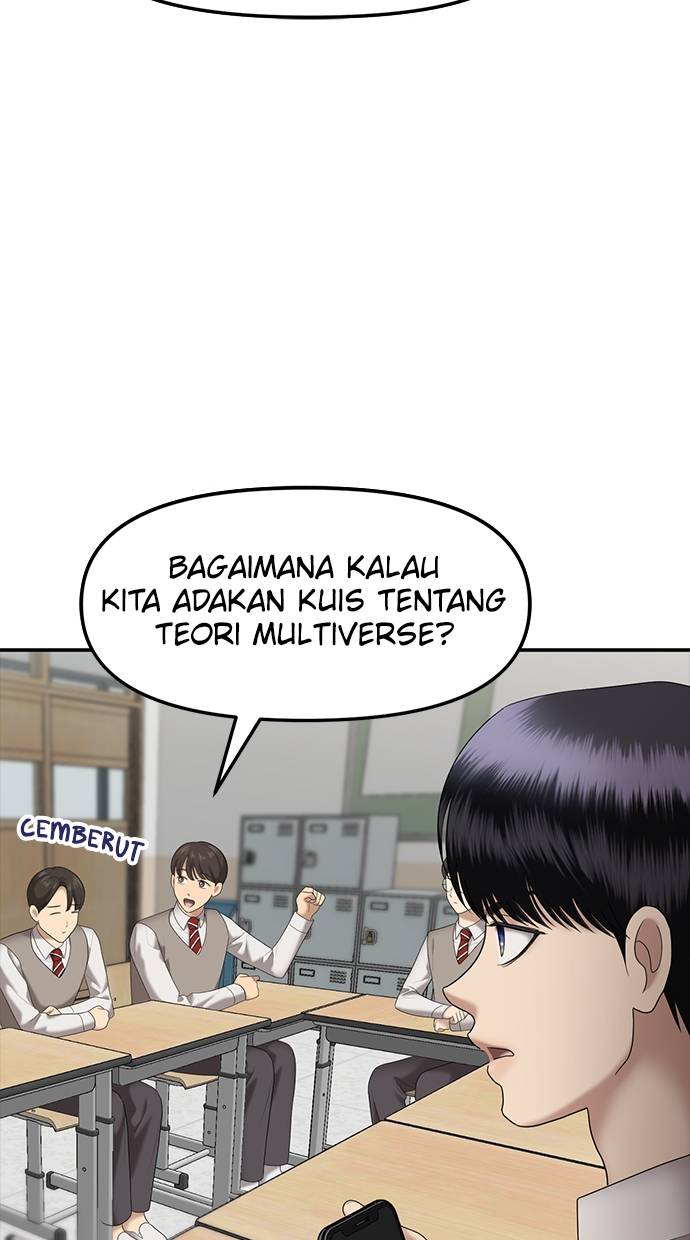 BAGAIMANA KALAU
KITA ADAKAN KUIS TENTANG
TEORI MULTIVERSE?
CEMBERUT